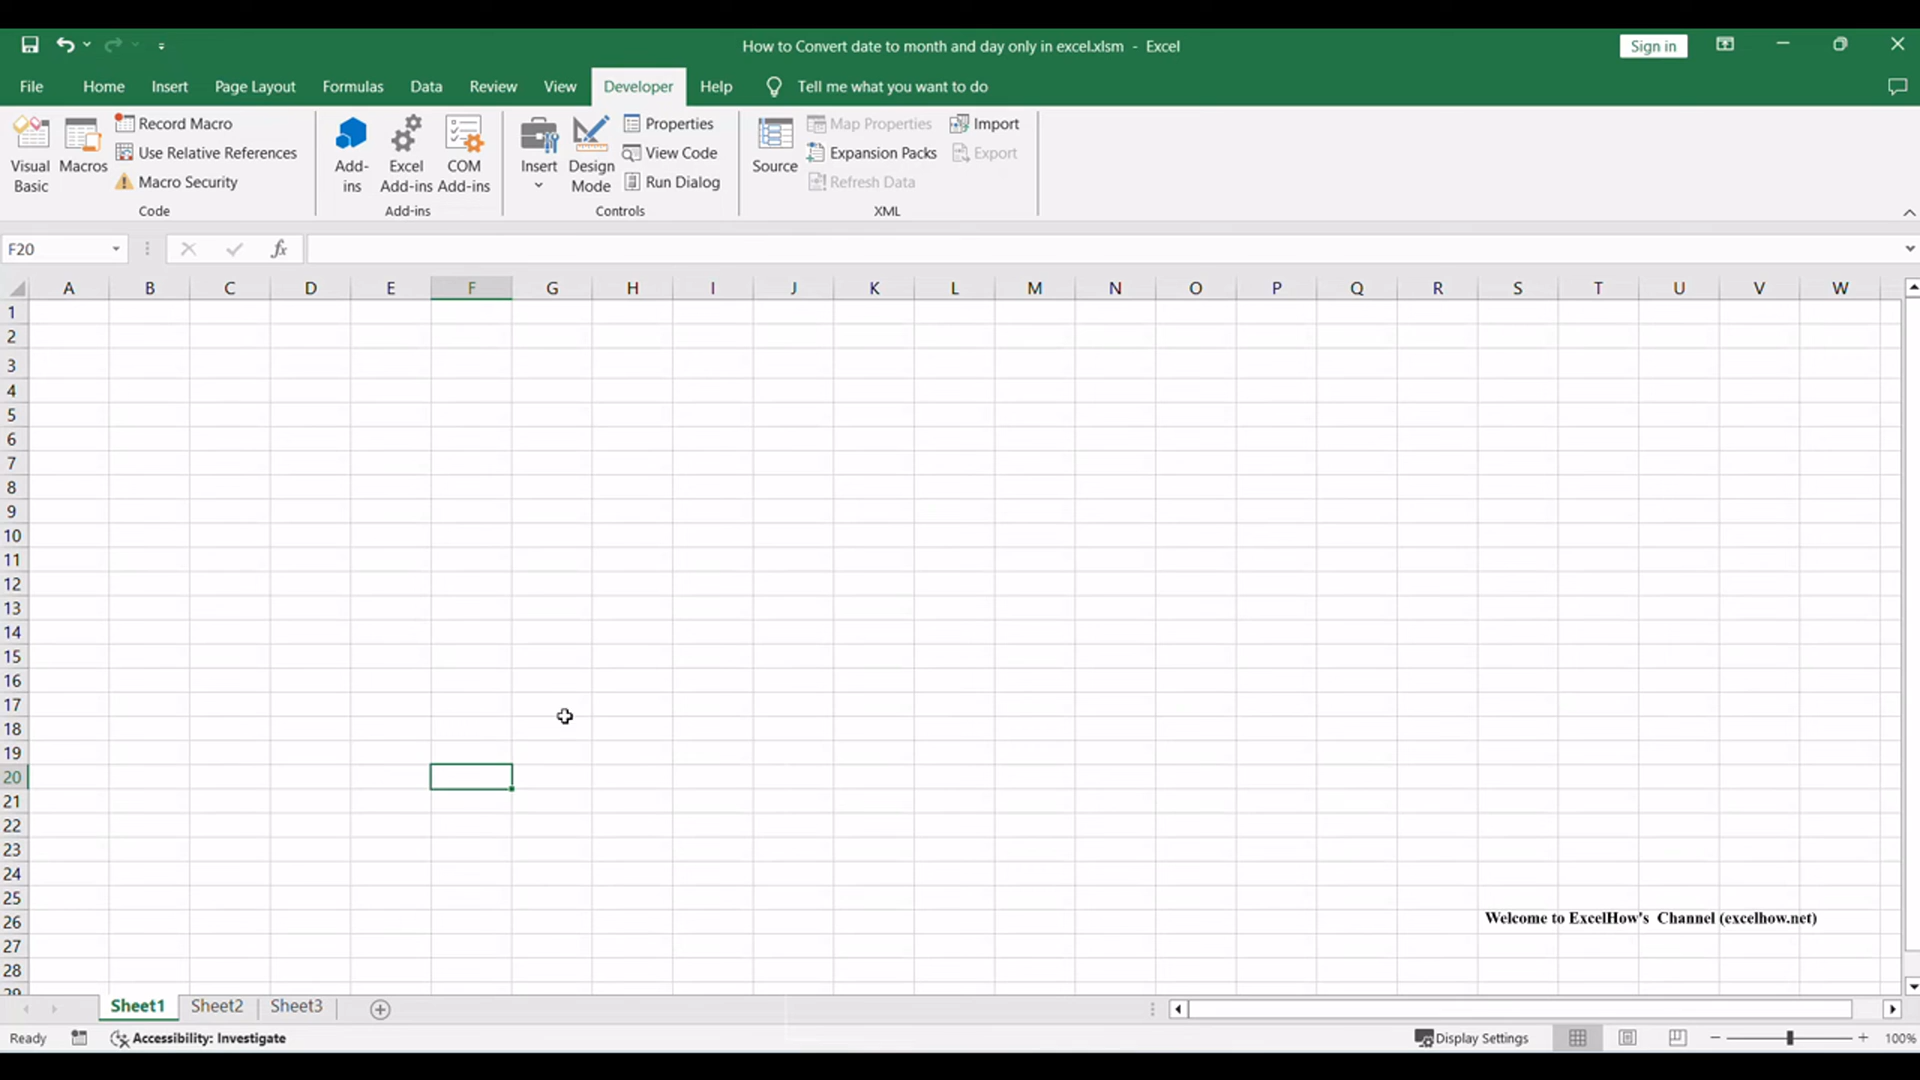 How to Convert date to month and day only in excel.xlsm - Excel
Sign in
File Home Insert Page Layout Formulas Data Review View Developer Help Tell me what you want to do
Visual Basic
Macros
Record Macro
Use Relative References
Macro Security
Code
Add-ins
Excel Add-ins
COM Add-ins
Add-ins
Insert
Design Mode
Properties
View Code
Run Dialog
Controls
Source
Map Properties
Expansion Packs
Refresh Data
Import
Export
XML
F20
fx
A B C D E F G H I J K L M N O P Q R S T U V W
1
2
3
4
5
6
7
8
9
10
11
12
13
14
15
16
17
18
19
20
21
22
23
24
25
26
Welcome to ExcelHow's Channel (excelhow.net)
27
28
29
Sheet1 Sheet2 Sheet3
Ready
Accessibility: Investigate
Display Settings
100%